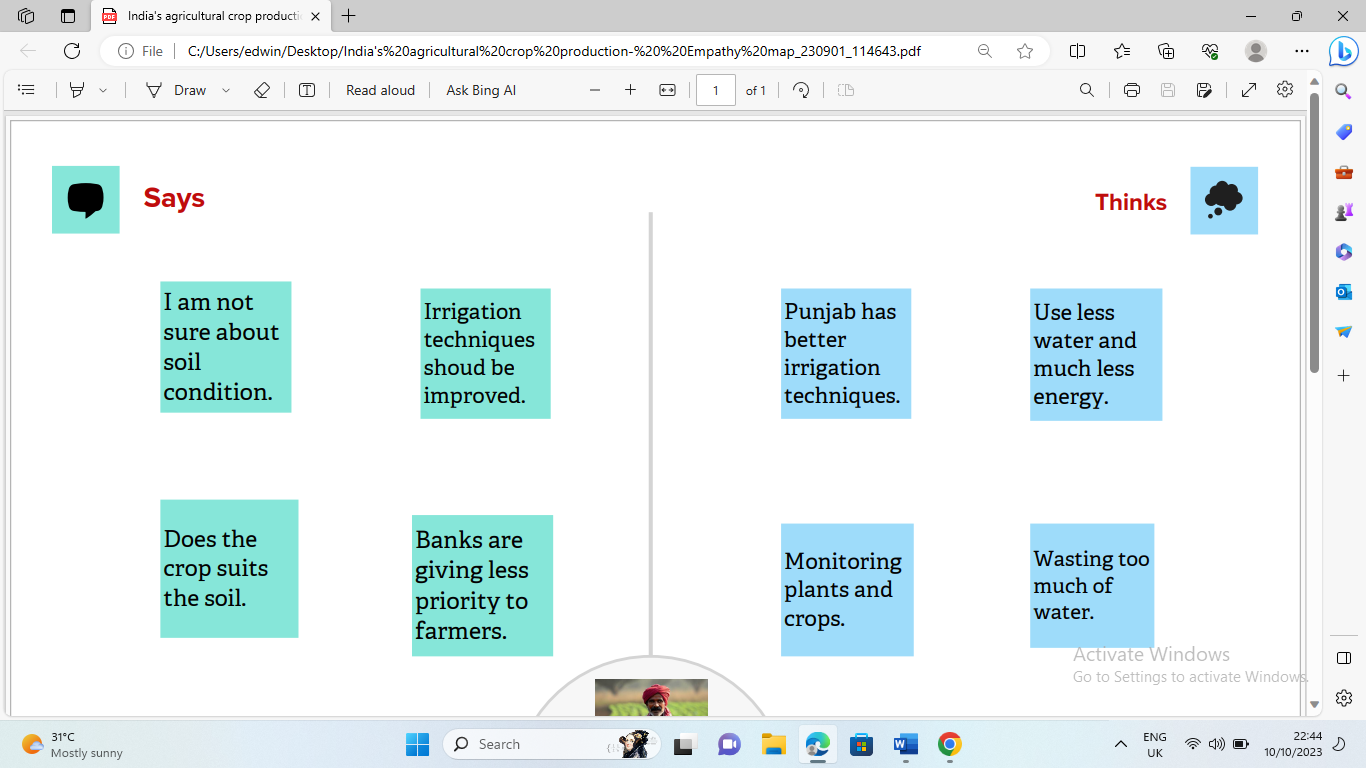 India's agricultural crop producti
File
C:/Users/edwin/Desktop/India's%20agricultural%20crop%20production-%20%20Empathy%20map_230901_114643.pdf
Draw
Read aloud
Ask Bing AI
1
of 1
Says
Thinks
I am not
sure about
soil
condition.
Irrigation
techniques
shoud be
improved.
Punjab has
better
irrigation
techniques.
Use less
water and
much less
energy.
Does the
crop suits
the soil.
Banks are
giving less
priority to
farmers.
Monitoring
plants and
crops.
Wasting too
much of
water.
Activate Windows
Go to Settings to activate Windows.
31°C
Mostly sunny
Search
ENG
UK
22:44
10/10/2023